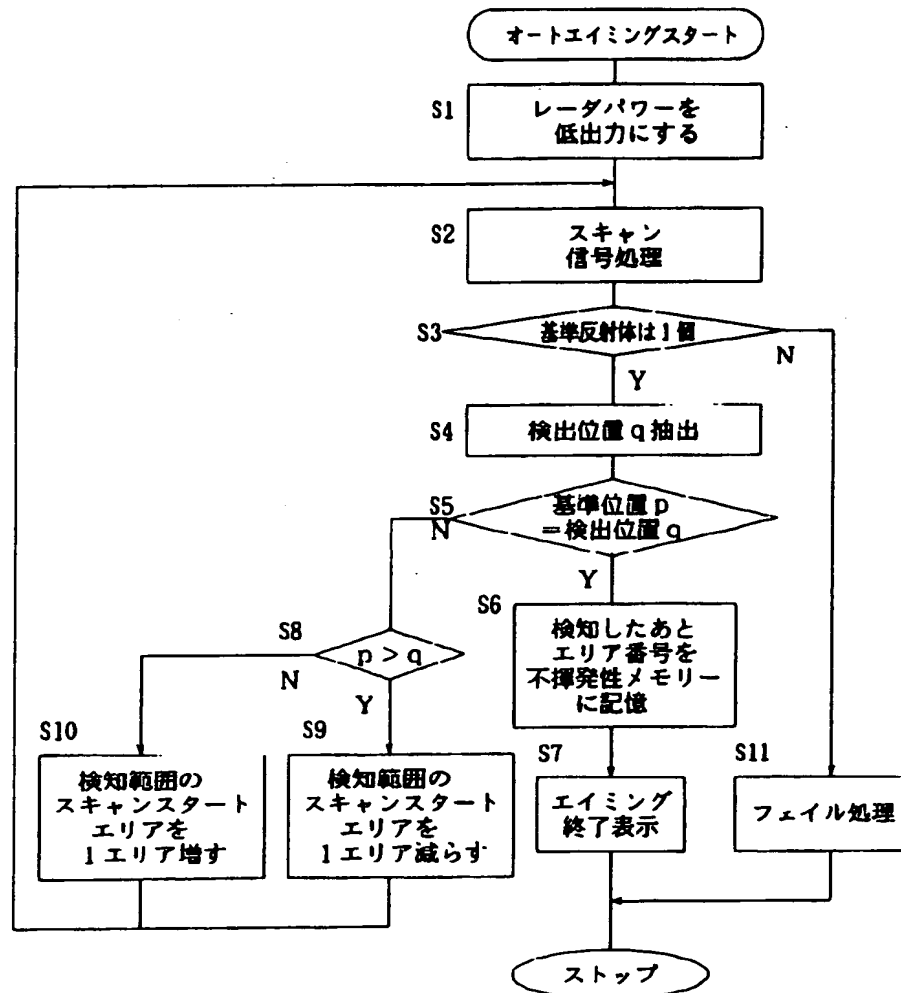 オートエイミングスタート
S1
レーダパワーを
低出力にする
S2
スキャン
信号処理
S3
基準反射体は1個
N
Y
S4
検出位置q抽出
S5
基準位置p
=検出位置q
N
Y
S6
検知したあと
エリア番号を
不揮発性メモリー
に記憶
S8
p>q
N
Y
S10
検知範囲の
スキャンスタート
エリアを
1エリア増す
S9
検知範囲の
スキャンスタート
エリアを
1エリア減らす
S7
エイミング
終了表示
S11
フェイル処理
ストップ